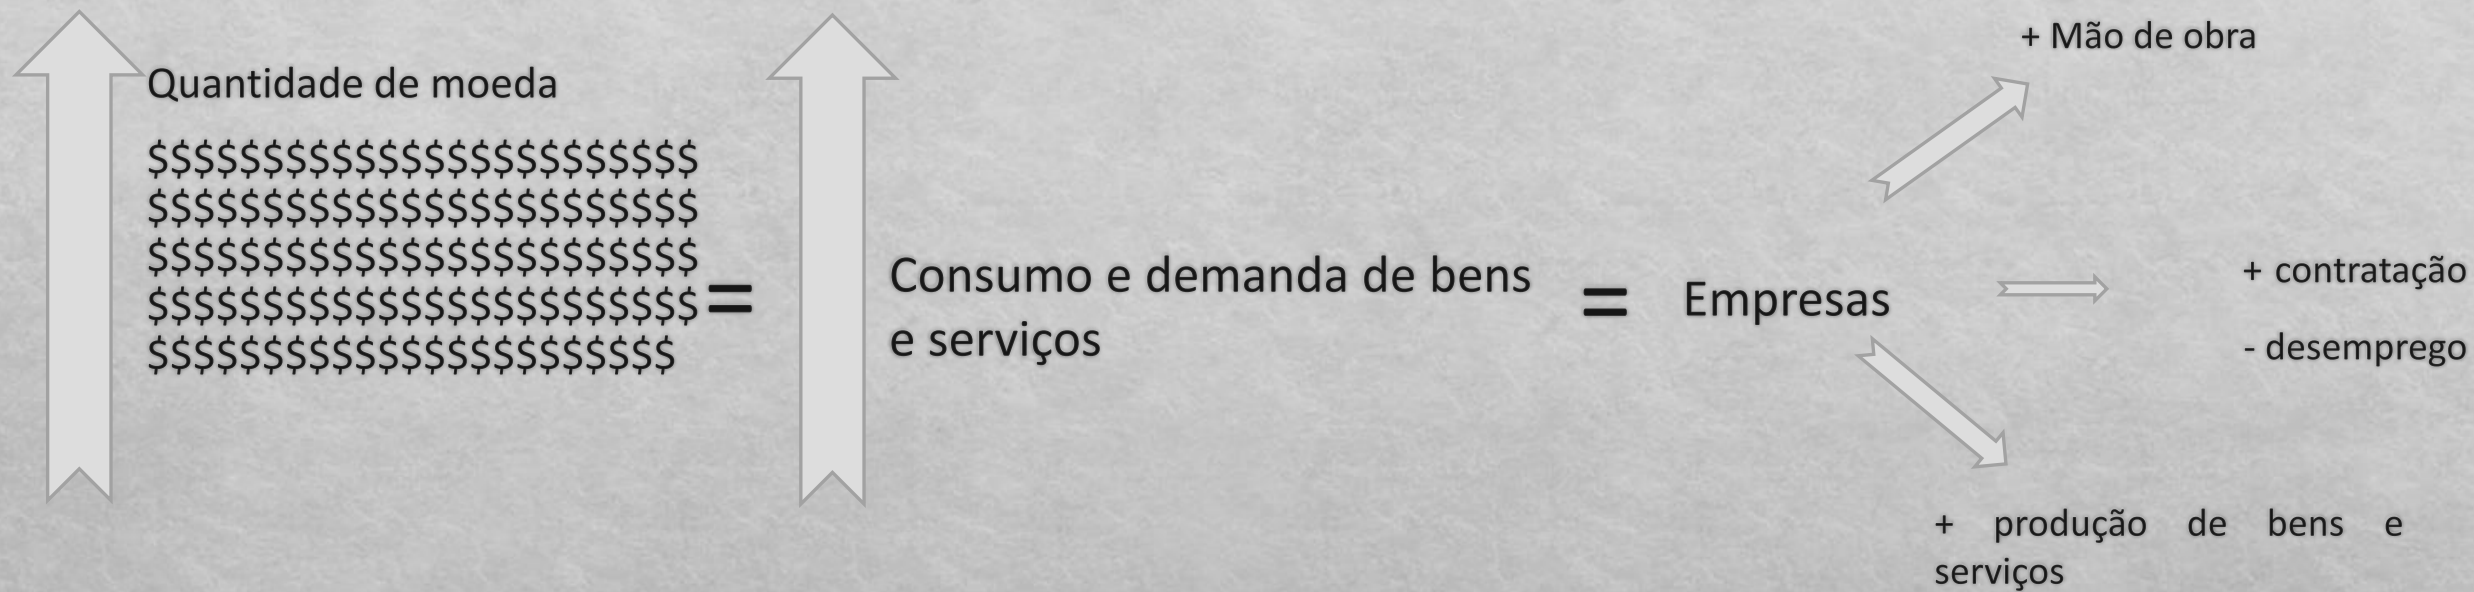 Quantidade de moeda
$$$$$$$$$$$$$$$$$$$$$$$$
$$$$$$$$$$$$$$$$$$$$$$$$
$$$$$$$$$$$$$$$$$$$$$$$$
$$$$$$$$$$$$$$$$$$$$$$$$
$$$$$$$$$$$$$$$$$$$$$$$
=
Consumo e demanda de bens
e serviços
=
Empresas
+ Mão de obra
+ contratação
- desemprego
+ produção de bens e
serviços